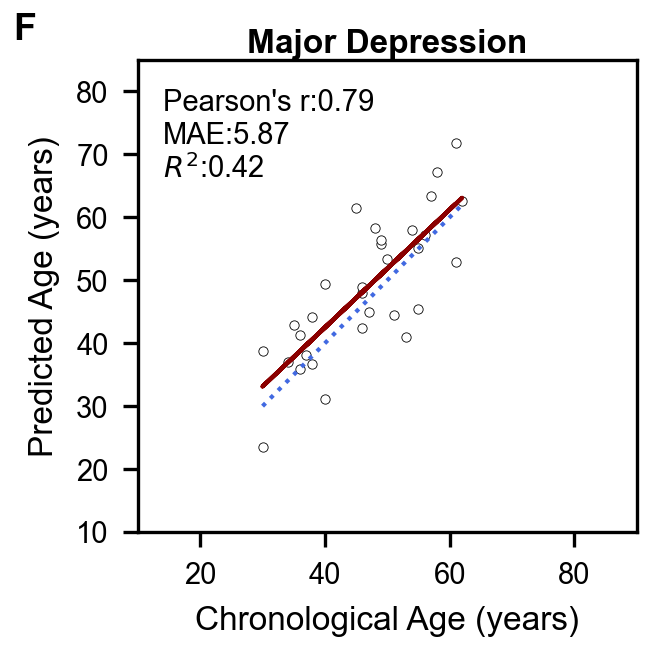 F
Major Depression
Pearson's r:0.79
MAE:5.87
R²:0.42
Predicted Age (years)
80
70
60
50
40
30
20
10
20 40 60 80
Chronological Age (years)